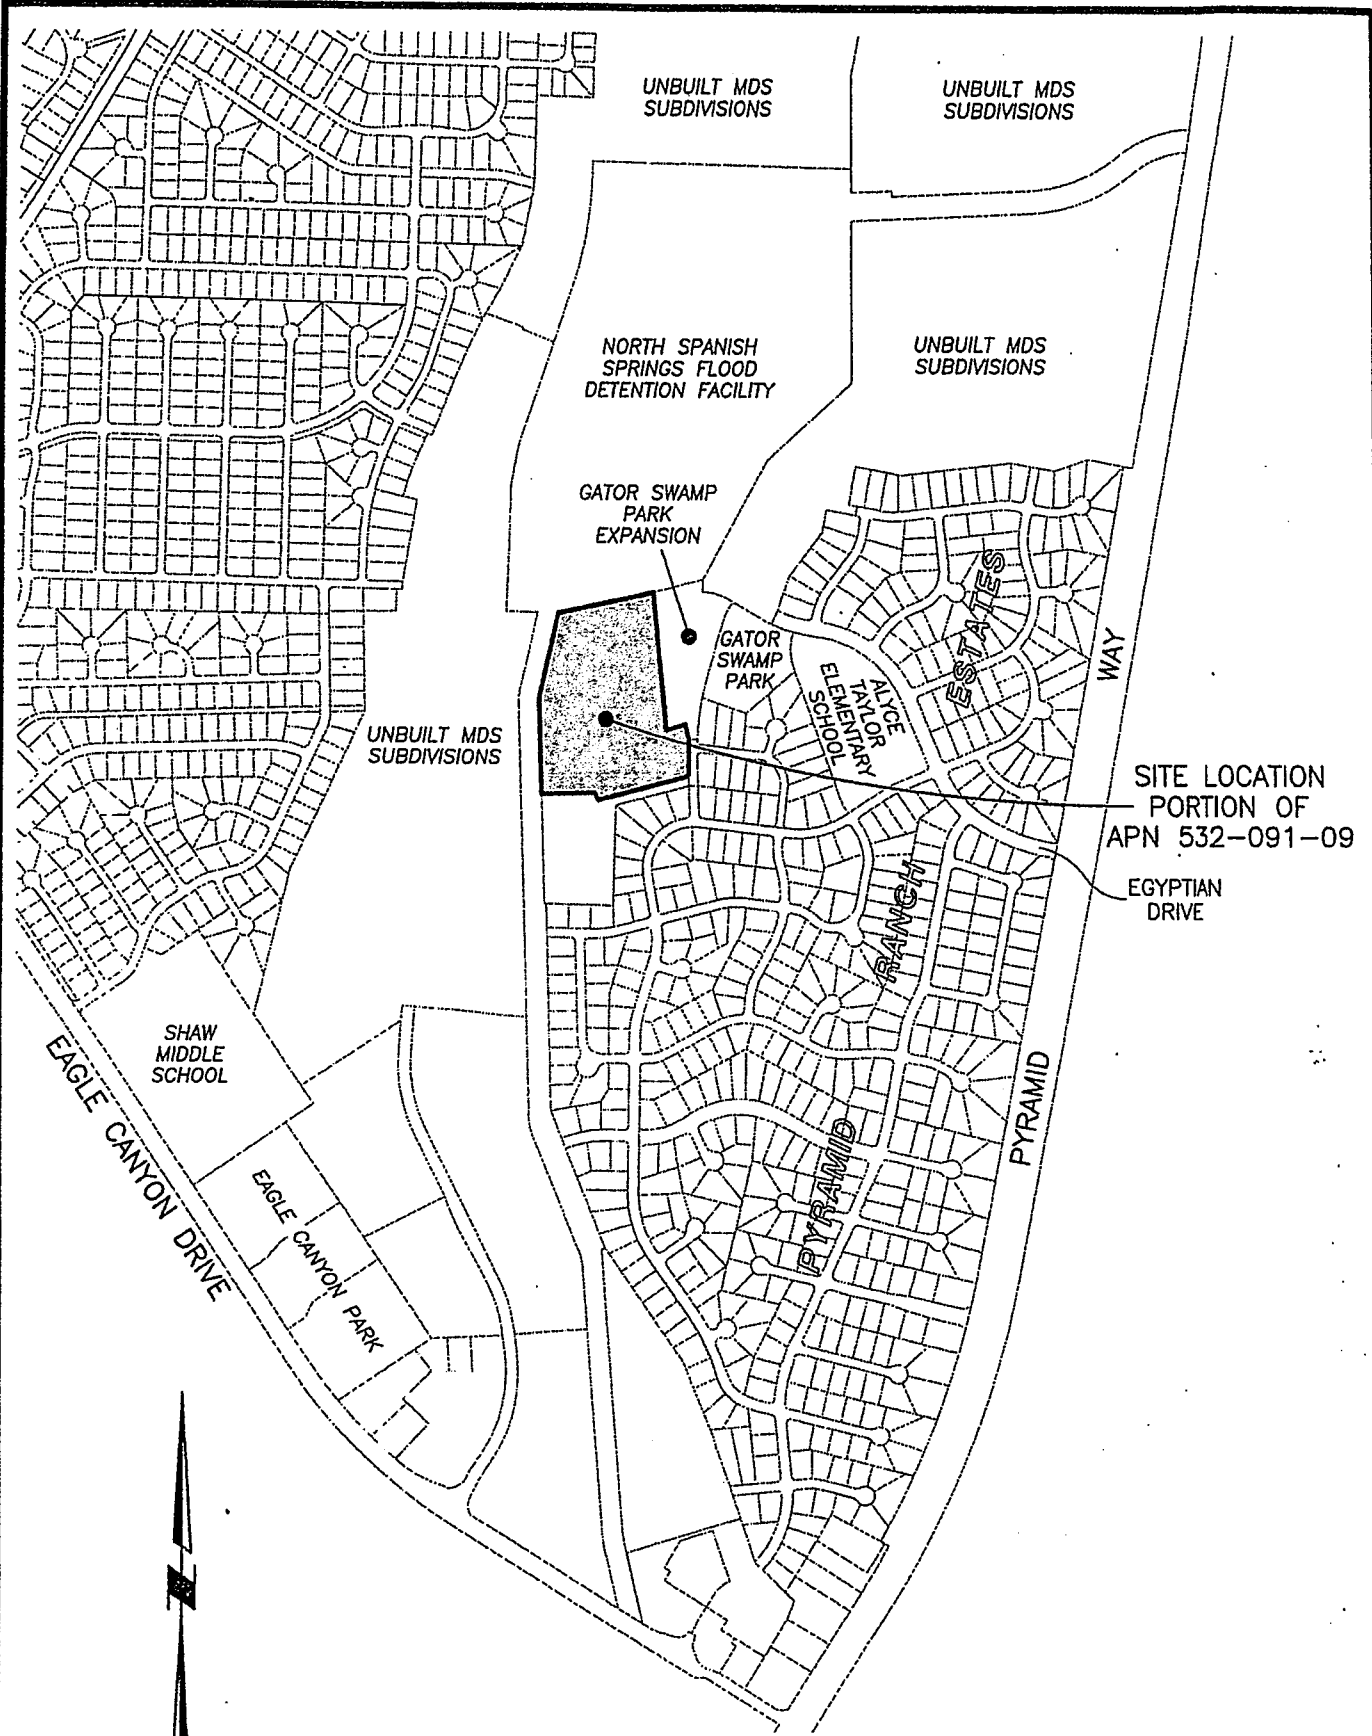 UNBUILT MDS
SUBDIVISIONS
UNBUILT MDS
SUBDIVISIONS
NORTH SPANISH
SPRINGS FLOOD
DETENTION FACILITY
UNBUILT MDS
SUBDIVISIONS
GATOR SWAMP
PARK
EXPANSION
GATOR
SWAMP
PARK
ALYCE
TAYLOR
ELEMENTARY
SCHOOL
ESTATES
WAY
UNBUILT MDS
SUBDIVISIONS
SITE LOCATION
PORTION OF
APN 532-091-09
EGYPTIAN
DRIVE
RANCH
SHAW
MIDDLE
SCHOOL
EAGLE CANYON DRIVE
PYRAMID
PYRAMID
EAGLE CANYON PARK